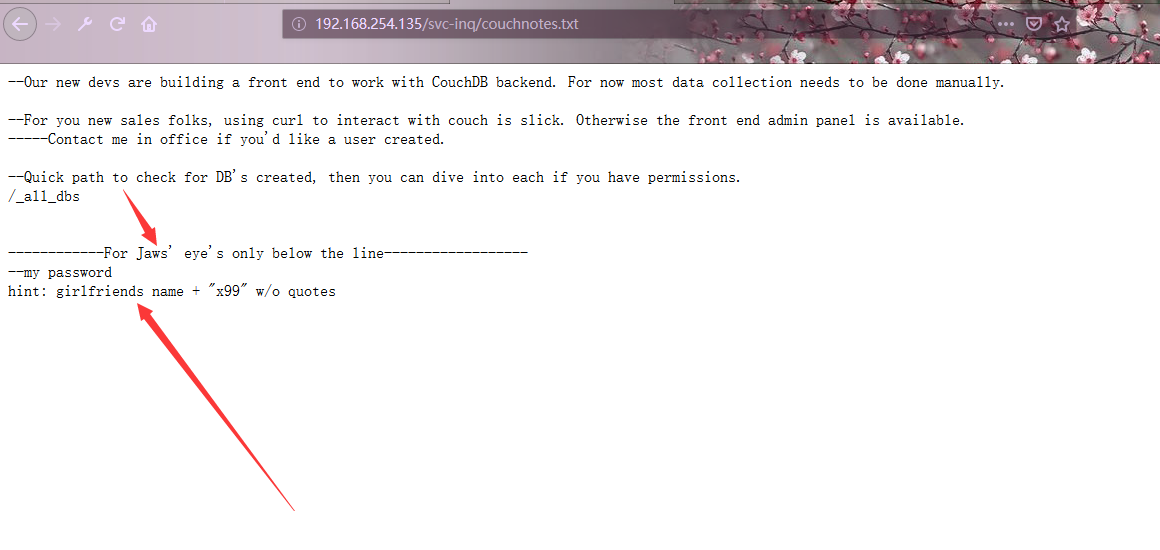 192.168.254.135/svc-inq/couchnotes.txt
--Our new devs are building a front end to work with CouchDB backend. For now most data collection needs to be done manually.
--For you new sales folks, using curl to interact with couch is slick. Otherwise the front end admin panel is available.
-----Contact me in office if you'd like a user created.
--Quick path to check for DB's created, then you can dive into each if you have permissions.
/_all_dbs
------------For Jaws' eye's only below the line------------------
--my password
hint: girlfriends name + "x99" w/o quotes